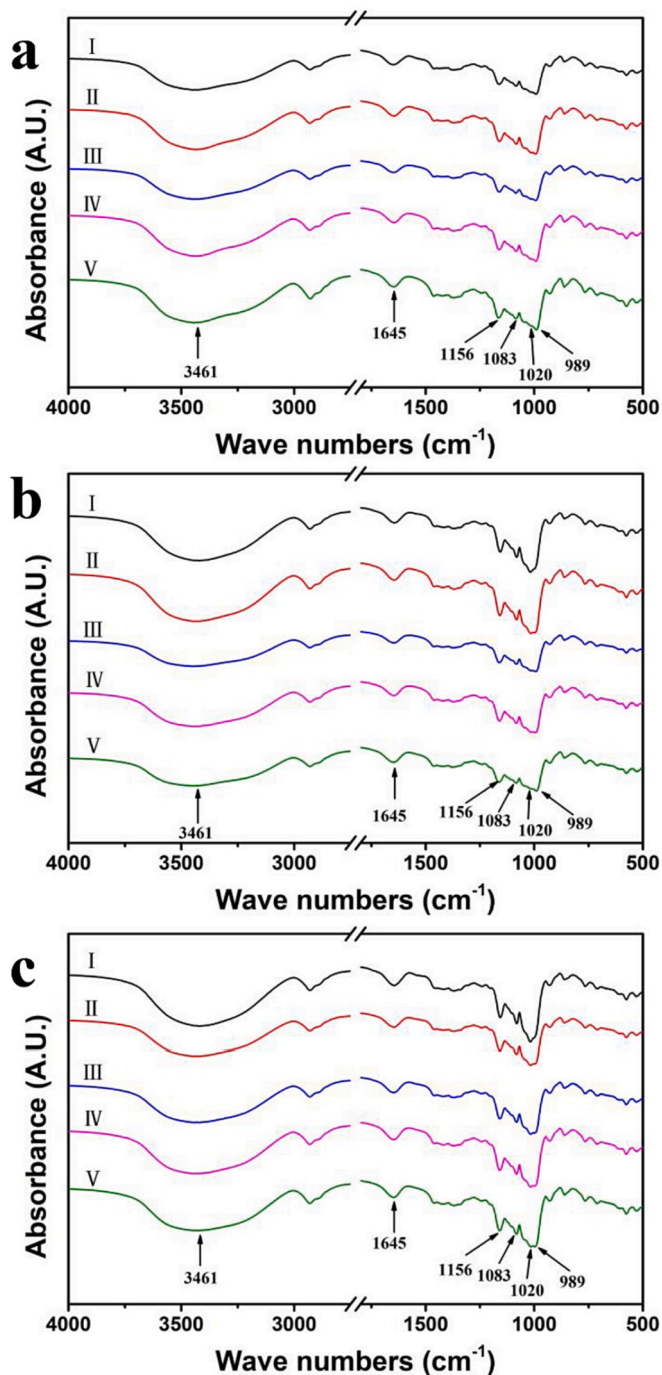 a
I
II
III
IV
V
3461
1645
1156
1083
1020
989
Absorbance (A.U.)
4000 3500 3000 1500 1000 500
Wave numbers (cm⁻¹)
b
I
II
III
IV
V
3461
1645
1156
1083
1020
989
Absorbance (A.U.)
4000 3500 3000 1500 1000 500
Wave numbers (cm⁻¹)
c
I
II
III
IV
V
3461
1645
1156
1083
1020
989
Absorbance (A.U.)
4000 3500 3000 1500 1000 500
Wave numbers (cm⁻¹)